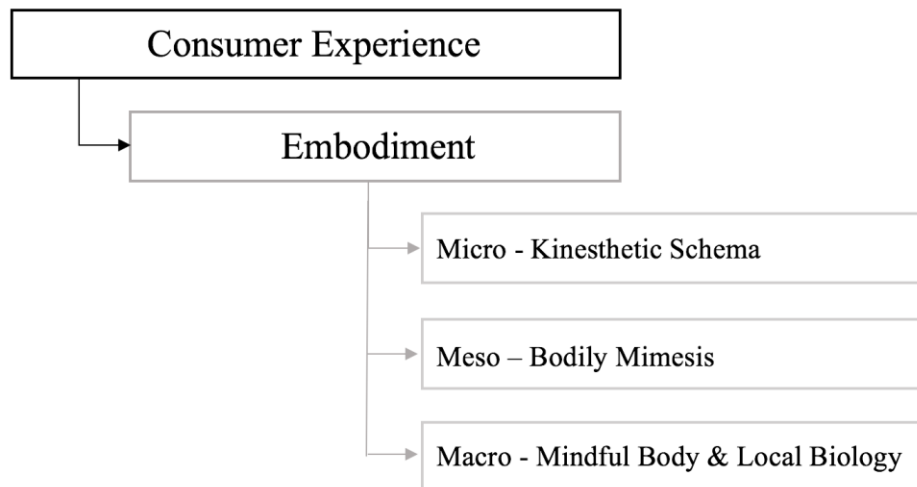 Consumer Experience
Embodiment
Micro - Kinesthetic Schema
Meso – Bodily Mimesis
Macro - Mindful Body & Local Biology